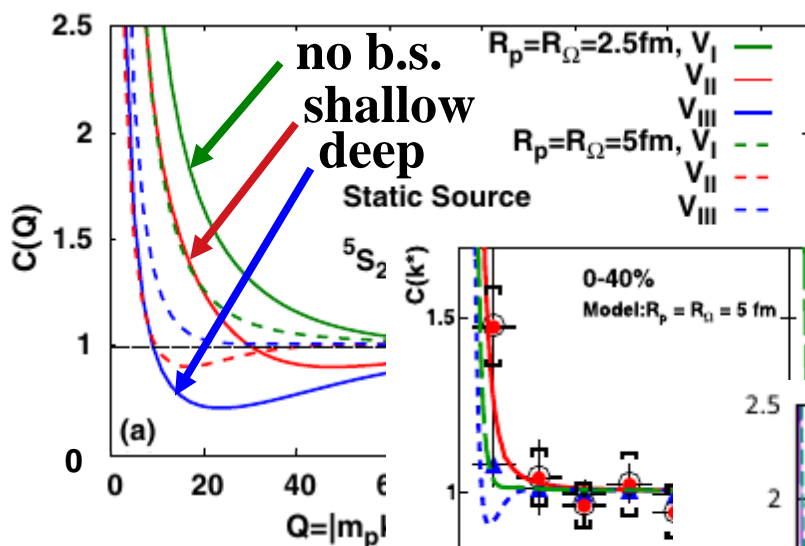 2.5
2
1.5
1
0
C(Q)
no b.s.
shallow
deep
R_p=R_Ω=2.5fm, V_I
V_II
V_III
R_p=R_Ω=5fm, V_I
V_II
V_III
Static Source
⁵S₂
(a)
0 20 40 60
Q=|m_p
C(k*)
0-40%
Model:R_p = R_Ω = 5 fm
1.5
1
2.5
2